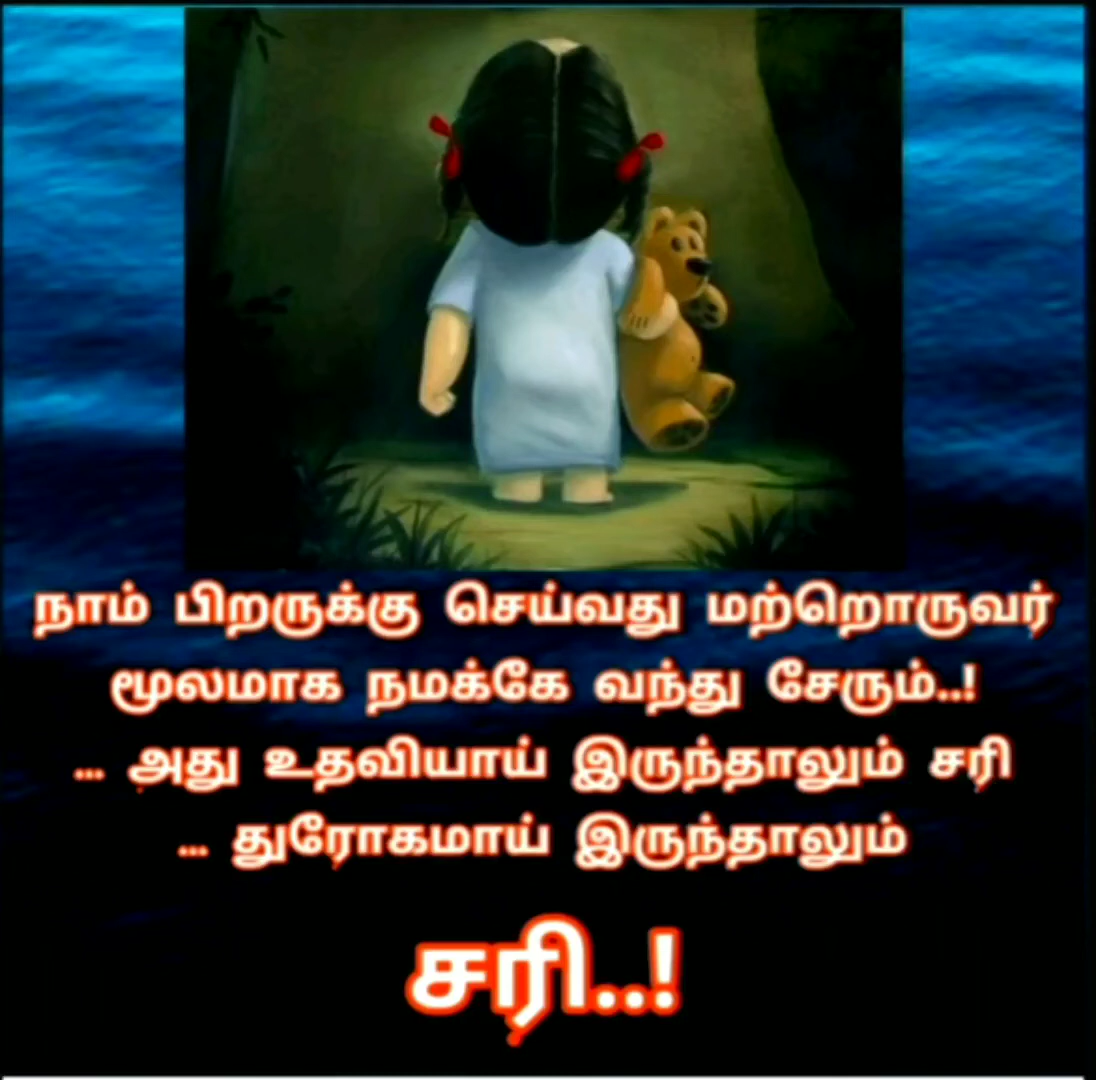 நாம் பிறருக்கு செய்வது மற்றொருவர்
மூலமாக நமக்கே வந்து சேரும்..!
... அது உதவியாய் இருந்தாலும் சரி
... துரோகமாய் இருந்தாலும்
சரி..!